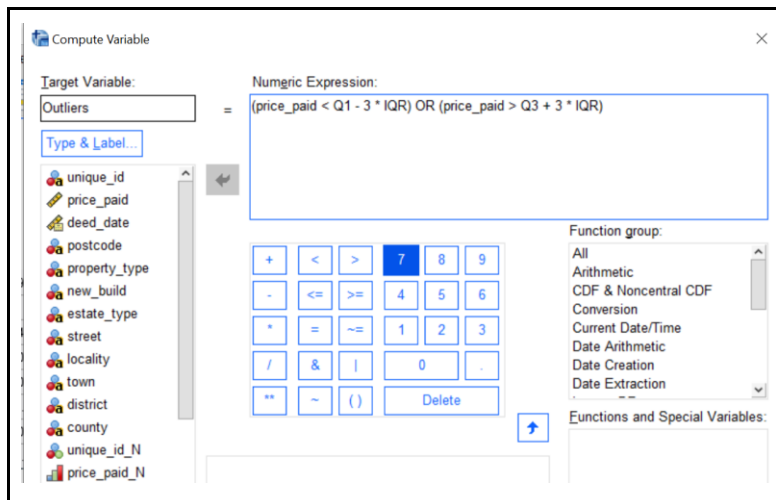 Compute Variable
Target Variable:
Outliers
=
Numeric Expression:
(price_paid < Q1 - 3 * IQR) OR (price_paid > Q3 + 3 * IQR)
Type & Label...
unique_id
price_paid
deed_date
postcode
property_type
new_build
estate_type
street
locality
town
district
county
unique_id_N
price_paid_N
+ < > 7 8 9
- <= >= 4 5 6
* = ~= 1 2 3
/ & | 0 .
** ~ ( ) Delete
Function group:
All
Arithmetic
CDF & Noncentral CDF
Conversion
Current Date/Time
Date Arithmetic
Date Creation
Date Extraction
Functions and Special Variables: